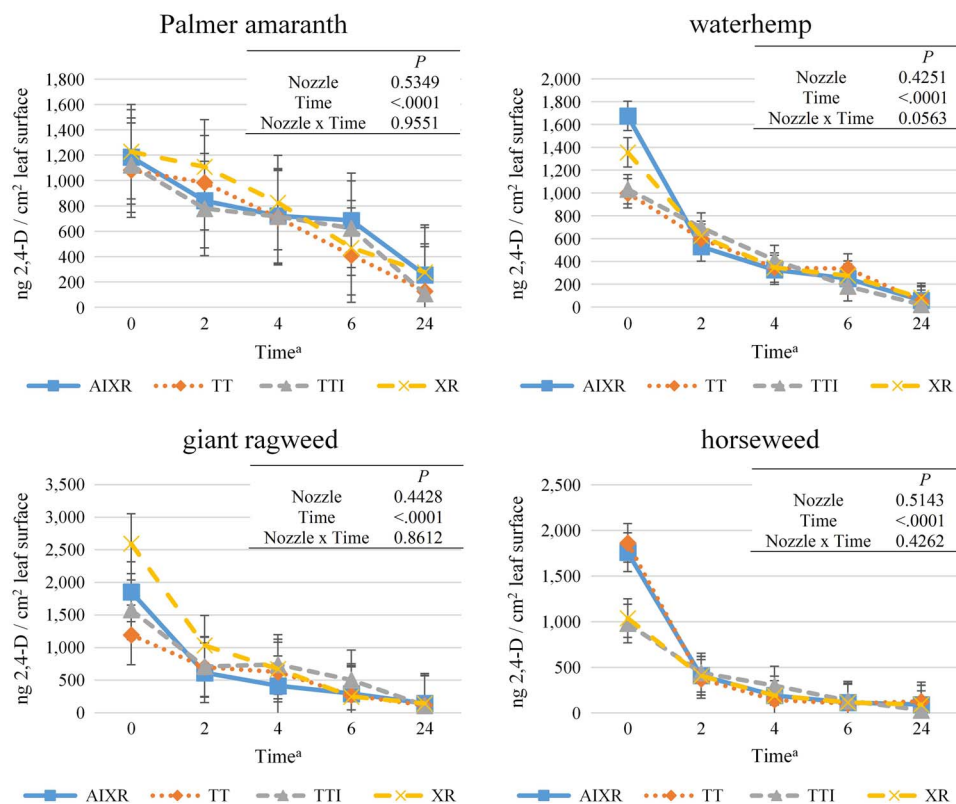 Palmer amaranth
P
Nozzle 0.5349
Time <.0001
Nozzle x Time 0.9551
ng 2,4-D / cm² leaf surface
1,800
1,600
1,400
1,200
1,000
800
600
400
200
0
0 2 4 6 24
Timeᵃ
AIXR TT TTI XR
waterhemp
P
Nozzle 0.4251
Time <.0001
Nozzle x Time 0.0563
ng 2,4-D / cm² leaf surface
2,000
1,800
1,600
1,400
1,200
1,000
800
600
400
200
0
0 2 4 6 24
Timeᵃ
AIXR TT TTI XR
giant ragweed
P
Nozzle 0.4428
Time <.0001
Nozzle x Time 0.8612
ng 2,4-D / cm² leaf surface
3,500
3,000
2,500
2,000
1,500
1,000
500
0
0 2 4 6 24
Timeᵃ
AIXR TT TTI XR
horseweed
P
Nozzle 0.5143
Time <.0001
Nozzle x Time 0.4262
ng 2,4-D / cm² leaf surface
2,500
2,000
1,500
1,000
500
0
0 2 4 6 24
Timeᵃ
AIXR TT TTI XR